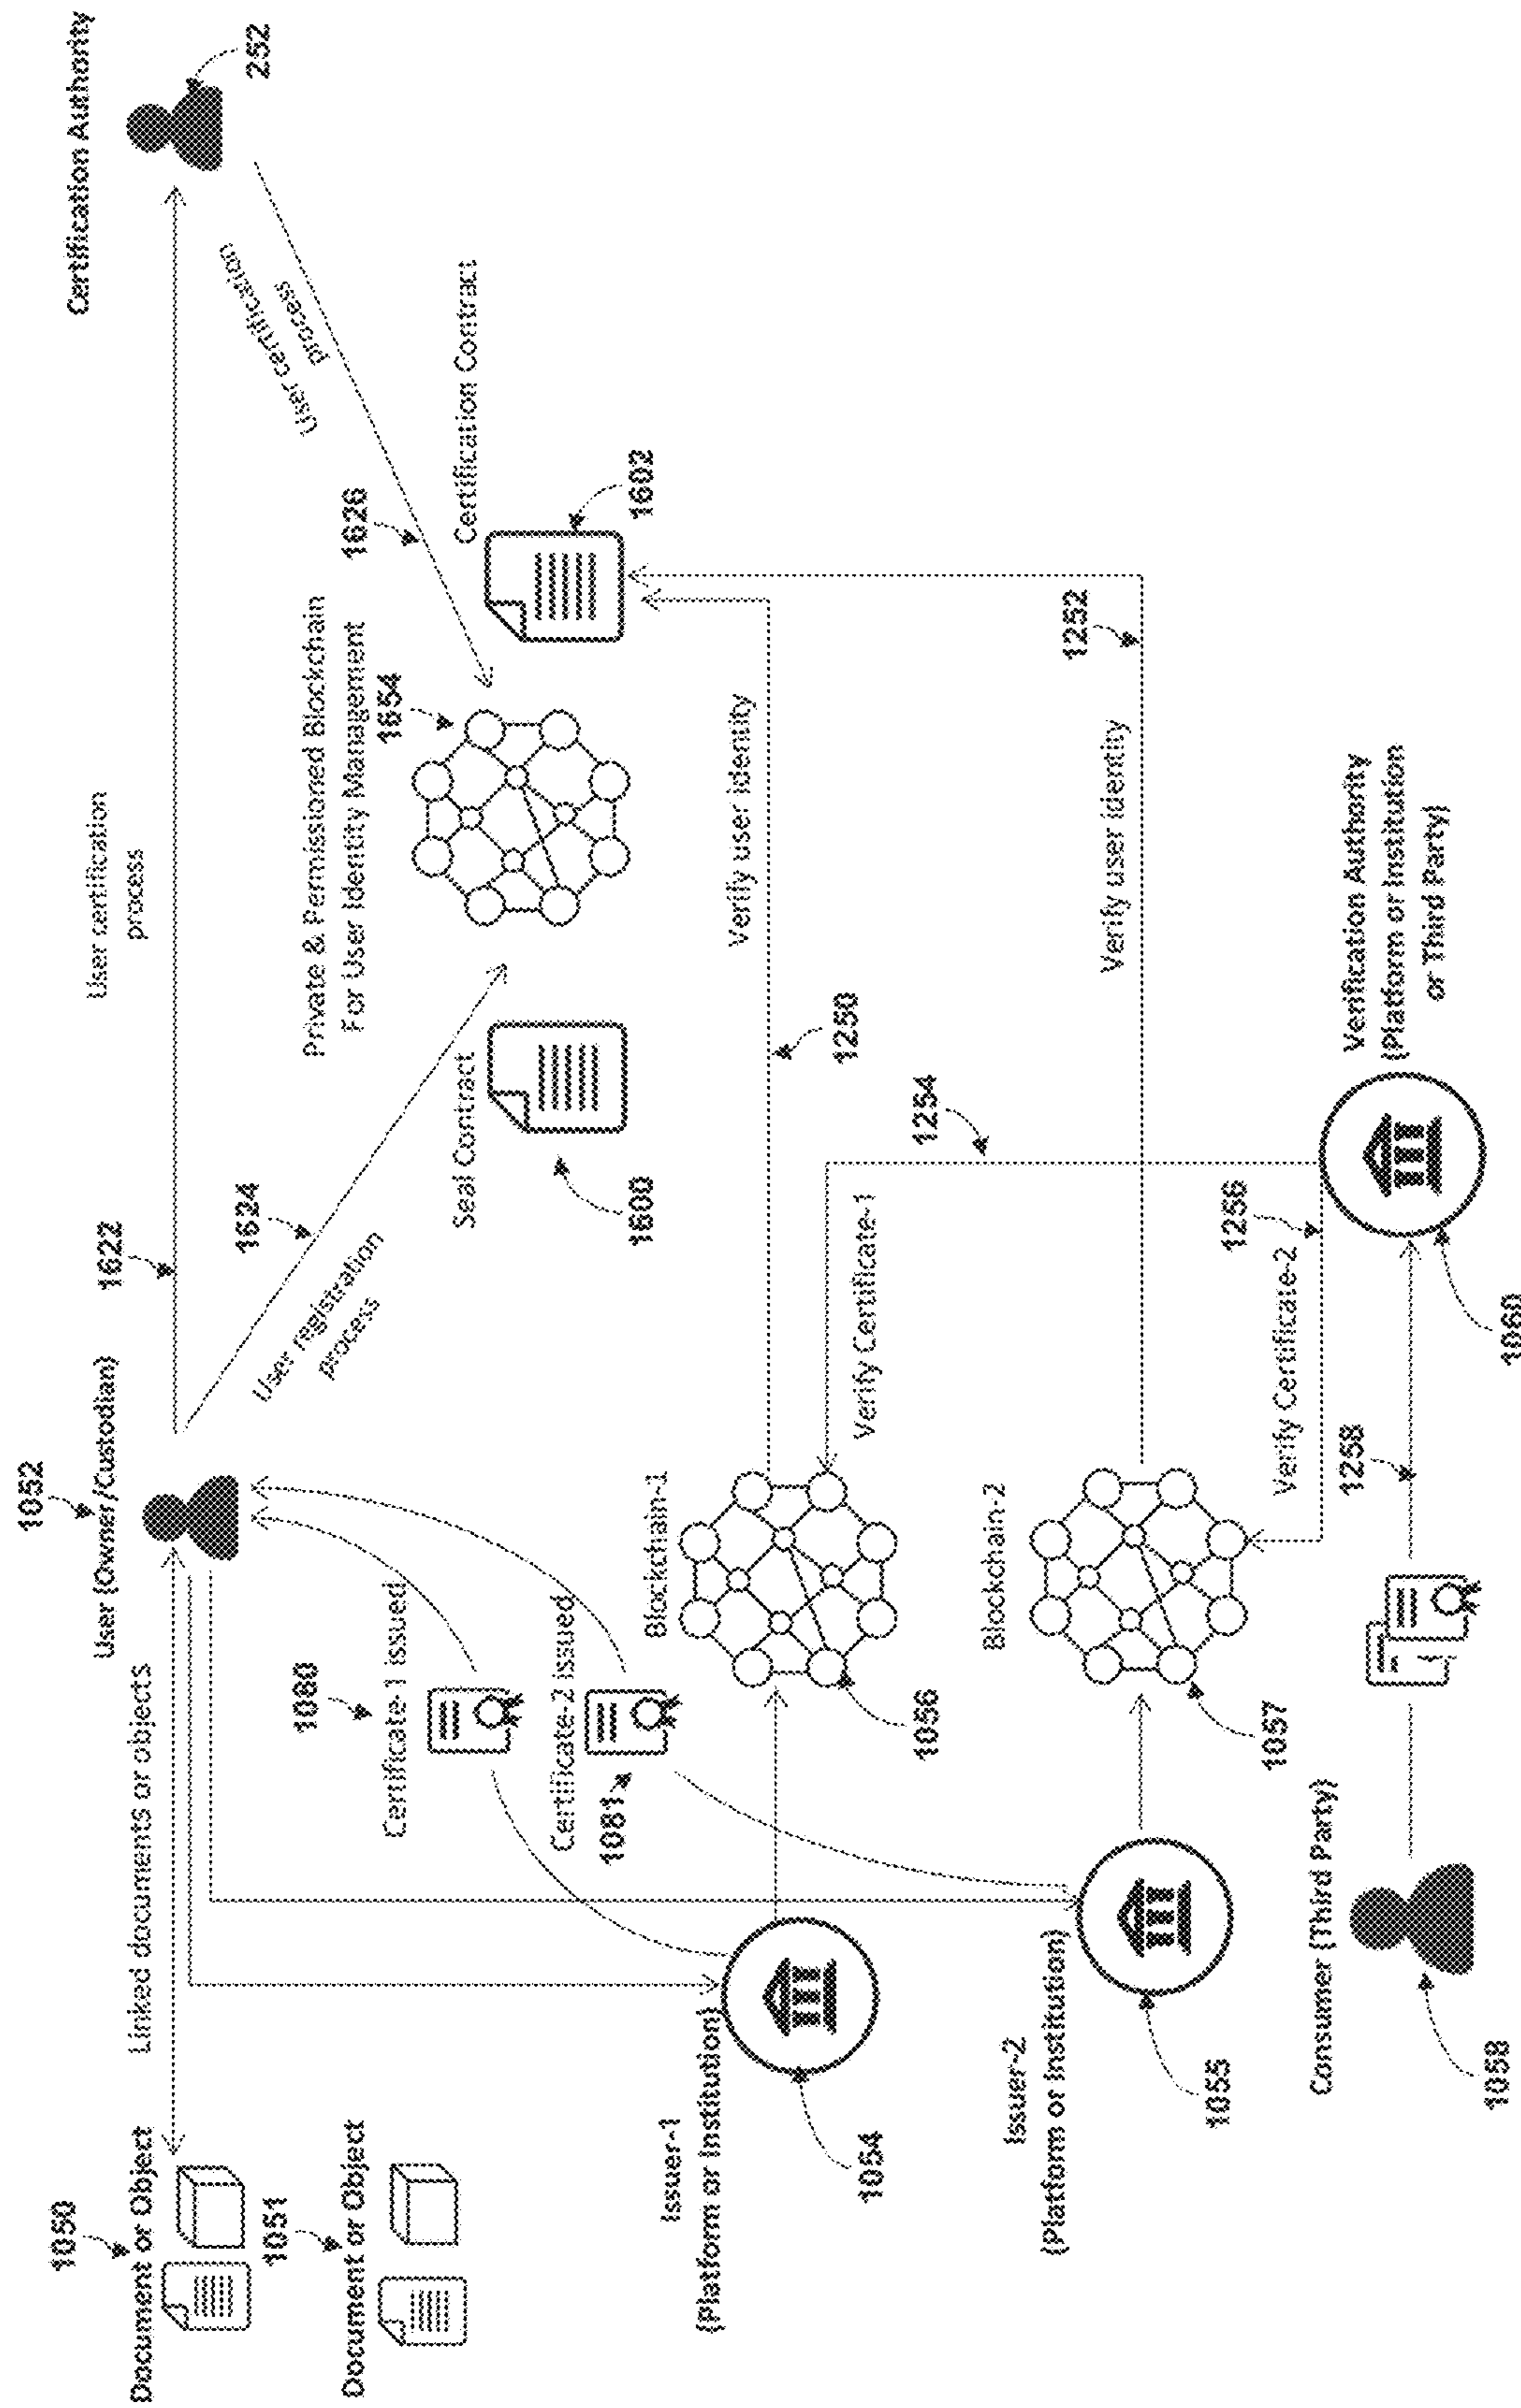 1050
Document or Object
1051
Document or Object
Linked documents or objects
1052
User (Owner/Custodian)
1622
User certification
process
Certification Authority
252
1624
User registration
process
User certification
process
1626
Private & Permissioned Blockchain
For User Identity Management
1654
Seal Contract
1600
Certification Contract
1602
1080
Certificate-1 issued
Certificate-2 issued
1081
Issuer-1
(Platform or Institution)
1054
Blockchain-1
1056
Verify user identity
1250
Verify Certificate-1
1254
Issuer-2
(Platform or Institution)
1055
Blockchain-2
1057
Verify user identity
1252
Verify Certificate-2
1256
Consumer (Third Party)
1058
1258
Verification Authority
(Platform or Institution
or Third Party)
1060